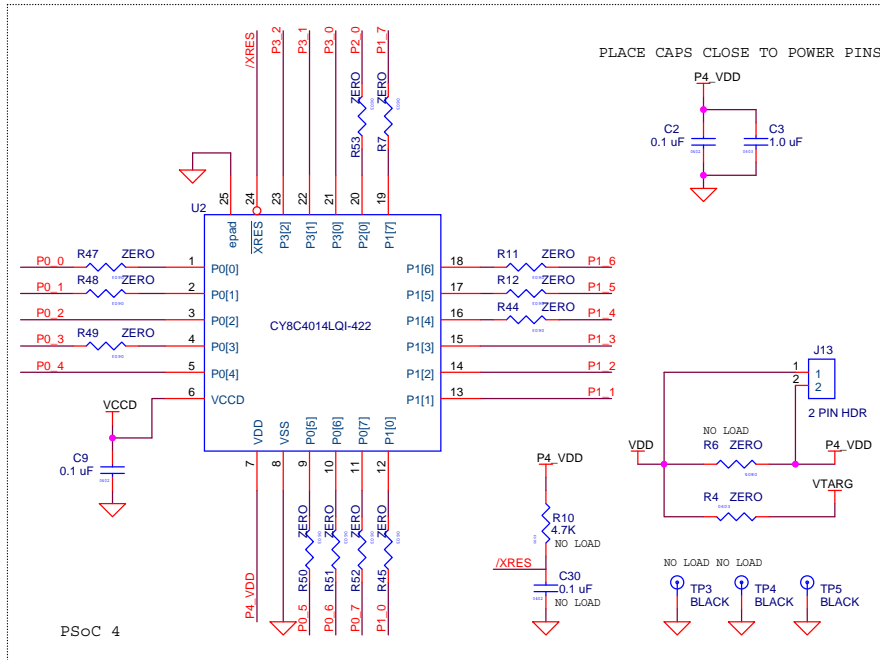 PLACE CAPS CLOSE TO POWER PINS
/XRES
P3_2
P3_1
P3_0
P2_0
P1_7
ZERO
ZERO
R53
R7
P4_VDD
C2
0.1 uF
C3
1.0 uF
U2
25
24
23
22
21
20
19
epad
XRES
P3[2]
P3[1]
P3[0]
P2[0]
P1[7]
P0_0
R47
ZERO
1
P0[0]
P1[6]
18
R11
ZERO
P1_6
P0_1
R48
ZERO
2
P0[1]
P1[5]
17
R12
ZERO
P1_5
P0_2
3
P0[2]
P1[4]
16
R44
ZERO
P1_4
CY8C4014LQI-422
P0_3
R49
ZERO
4
P0[3]
P1[3]
15
P1_3
P0_4
5
P0[4]
P1[2]
14
P1_2
6
VCCD
P1[1]
13
P1_1
VCCD
C9
0.1 uF
VDD
VSS
P0[5]
P0[6]
P0[7]
P1[0]
7
8
9
10
11
12
ZERO
ZERO
ZERO
ZERO
R50
R51
R52
R45
P4_VDD
P0_5
P0_6
P0_7
P1_0
J13
1
1
2
2
2 PIN HDR
NO LOAD
VDD
R6
ZERO
P4_VDD
R4
ZERO
VTARG
P4_VDD
R10
4.7K
NO LOAD
/XRES
C30
0.1 uF
NO LOAD
NO LOAD
NO LOAD
TP3
BLACK
TP4
BLACK
TP5
BLACK
PSoC 4